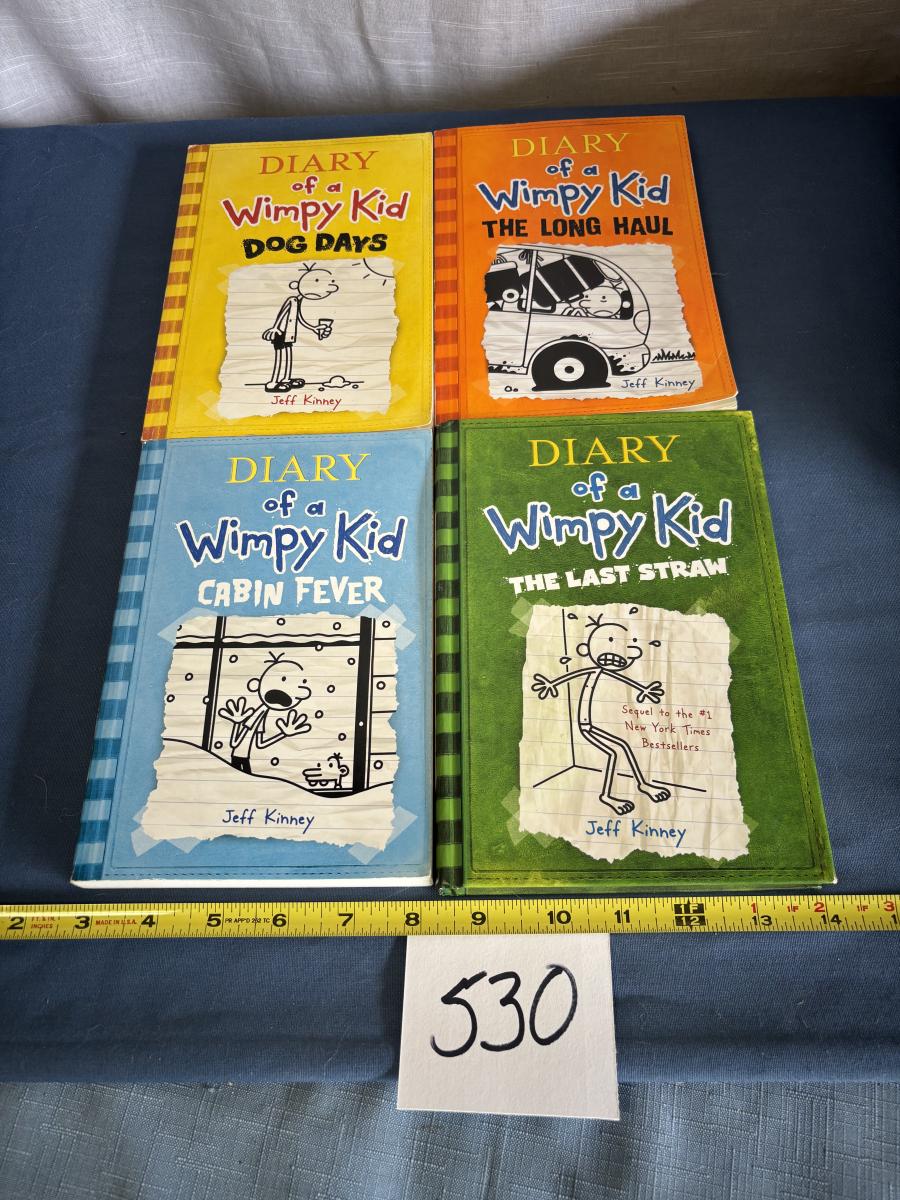 DIARY
of a
Wimpy Kid
DOG DAYS
Jeff Kinney
DIARY
of a
Wimpy Kid
THE LONG HAUL
Jeff Kinney
DIARY
of a
Wimpy Kid
CABIN FEVER
Jeff Kinney
DIARY
of a
Wimpy Kid
THE LAST STRAW
Sequel to the #1
New York Times
Bestsellers
Jeff Kinney
2 3 MADE IN U.S.A. 4 5 6 7 8 9 10 11 1F 12 1 13 1F 2 14 1F 3
INCHES
530